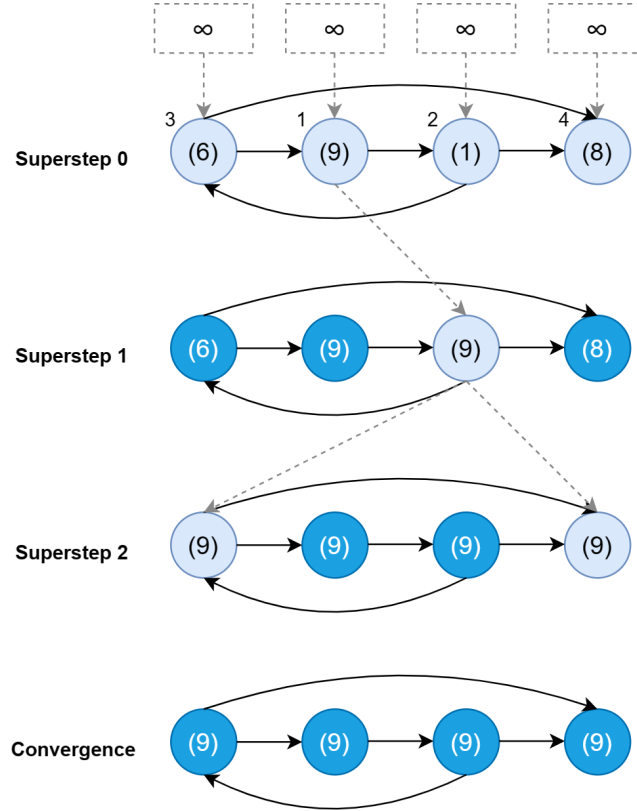 ∞ ∞ ∞ ∞
3 1 2 4
Superstep 0 (6) (9) (1) (8)
Superstep 1 (6) (9) (9) (8)
Superstep 2 (9) (9) (9) (9)
Convergence (9) (9) (9) (9)